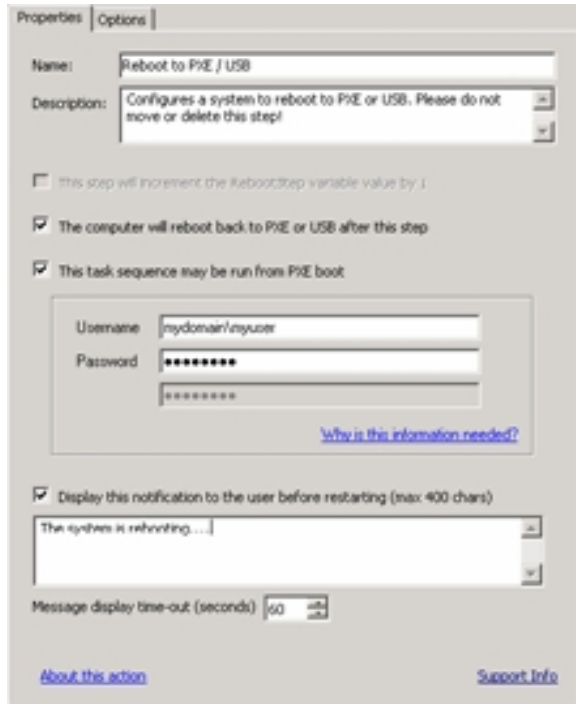 Properties Options
Name: Reboot to PXE / USB
Description: Configures a system to reboot to PXE or USB. Please do not
move or delete this step!
This step will increment the RebootStep variable value by 1
The computer will reboot back to PXE or USB after this step
This task sequence may be run from PXE boot
Username mydomain\myuser
Password ●●●●●●●●
●●●●●●●●
Why is this information needed?
Display this notification to the user before restarting (max 400 chars)
The system is rebooting....
Message display time-out (seconds) 60
About this action Support Info